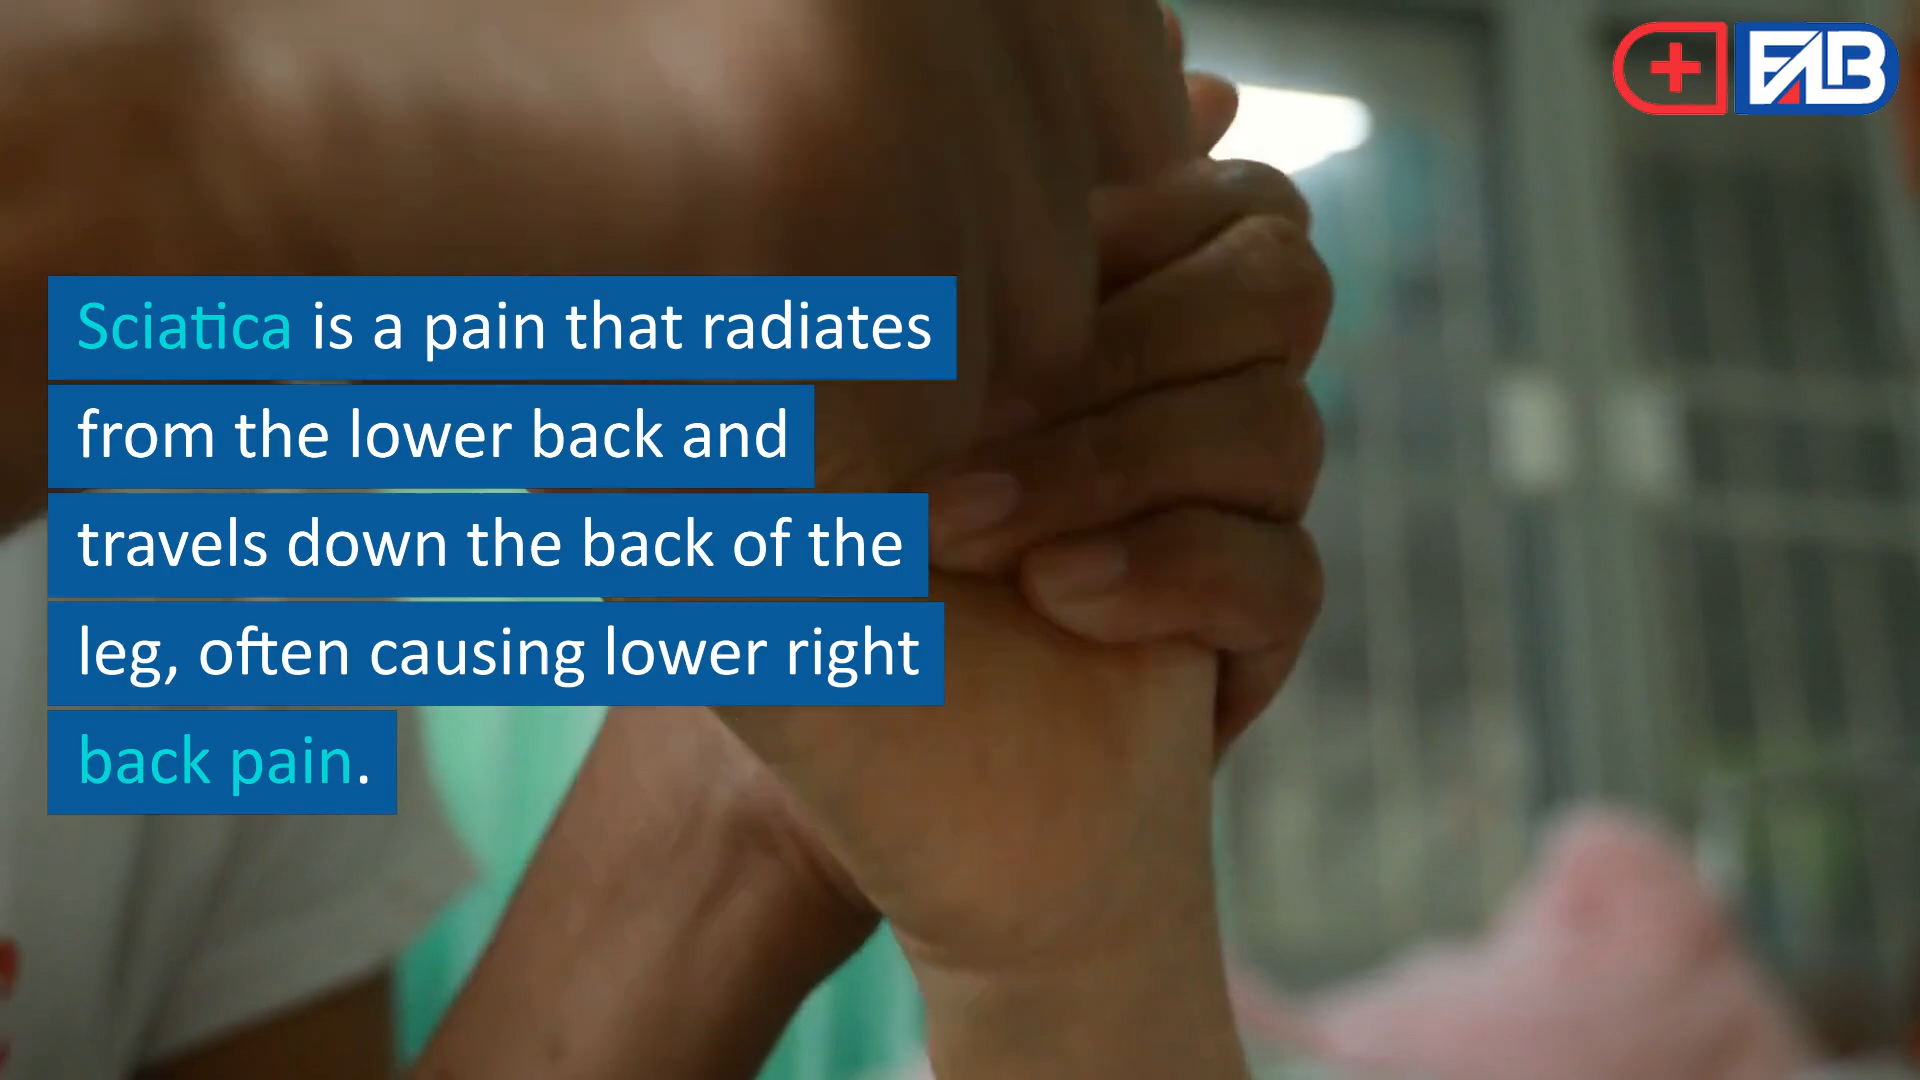 FAB
Sciatica is a pain that radiates
from the lower back and
travels down the back of the
leg, often causing lower right
back pain.